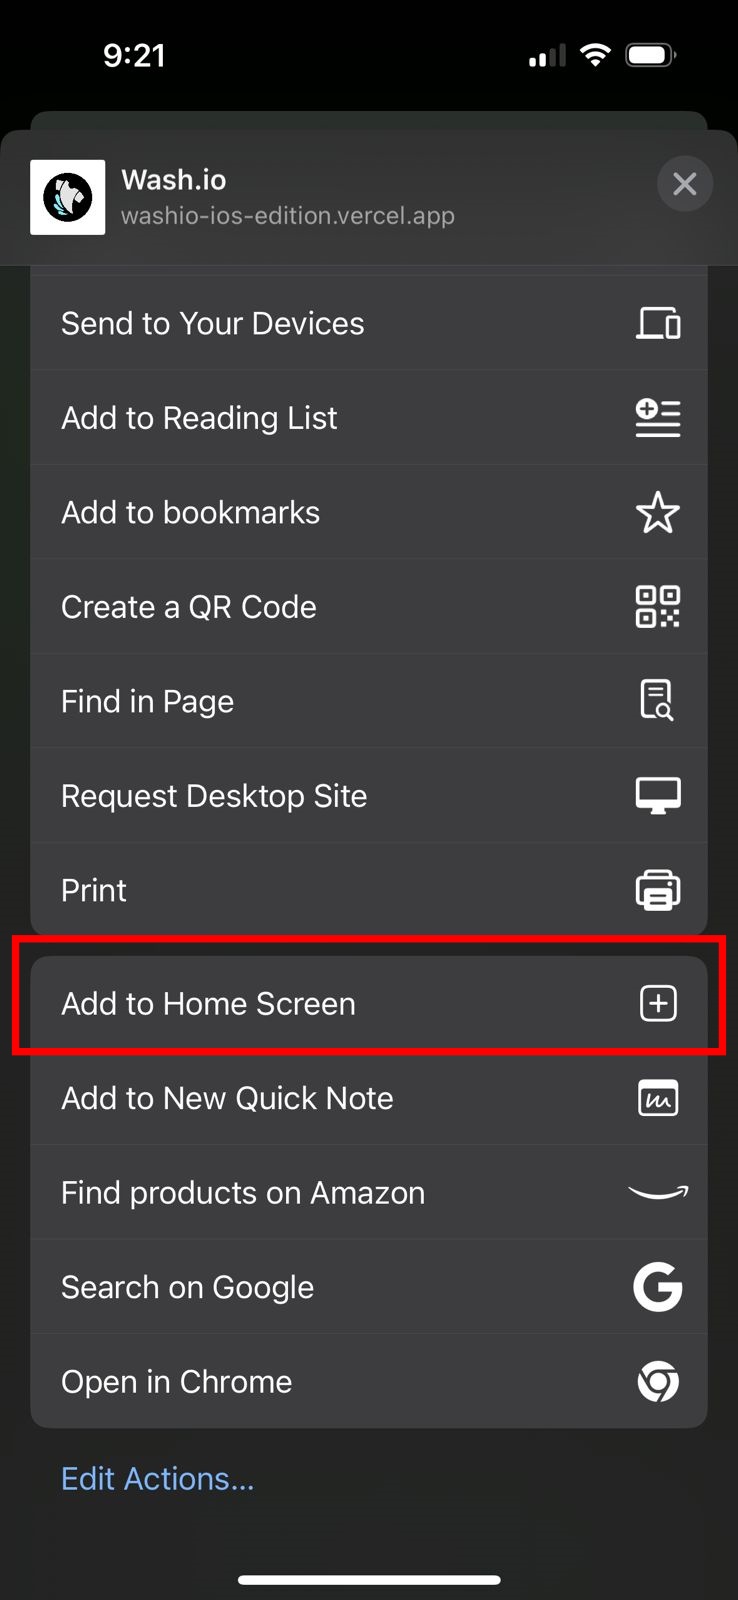 9:21
Wash.io
washio-ios-edition.vercel.app
Send to Your Devices
Add to Reading List
Add to bookmarks
Create a QR Code
Find in Page
Request Desktop Site
Print
Add to Home Screen
Add to New Quick Note
Find products on Amazon
Search on Google
Open in Chrome
Edit Actions...